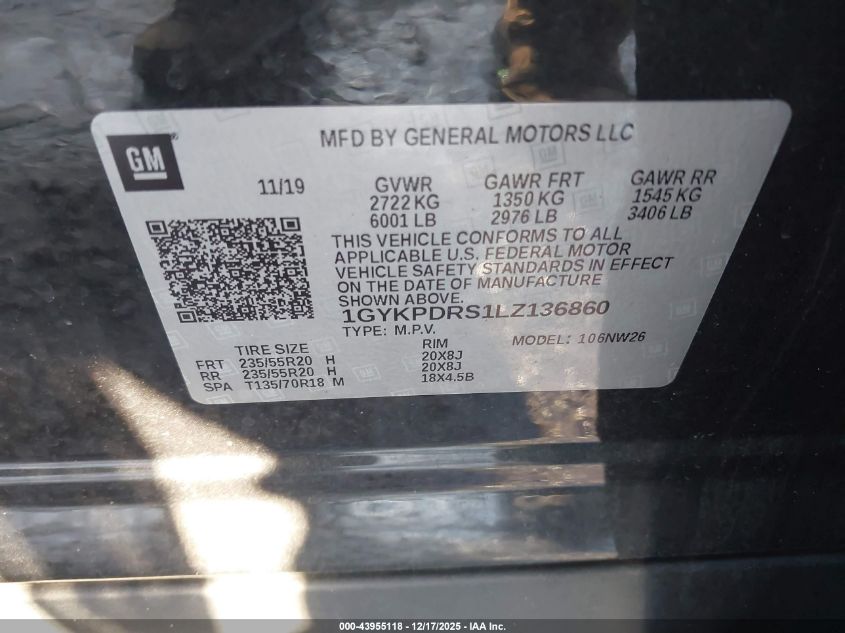 MFD BY GENERAL MOTORS LLC
GM
®
11/19
GVWR
2722 KG
6001 LB
GAWR FRT
1350 KG
2976 LB
GAWR RR
1545 KG
3406 LB
THIS VEHICLE CONFORMS TO ALL
APPLICABLE U.S. FEDERAL MOTOR
VEHICLE SAFETY STANDARDS IN EFFECT
ON THE DATE OF MANUFACTURE
SHOWN ABOVE.
1GYKPDRS1LZ136860
TYPE: M.P.V.
MODEL: 106NW26
TIRE SIZE RIM
FRT 235/55R20 H 20X8J
RR 235/55R20 H 20X8J
SPA T135/70R18 M 18X4.5B
000-43955118 - 12/17/2025 - IAA Inc.